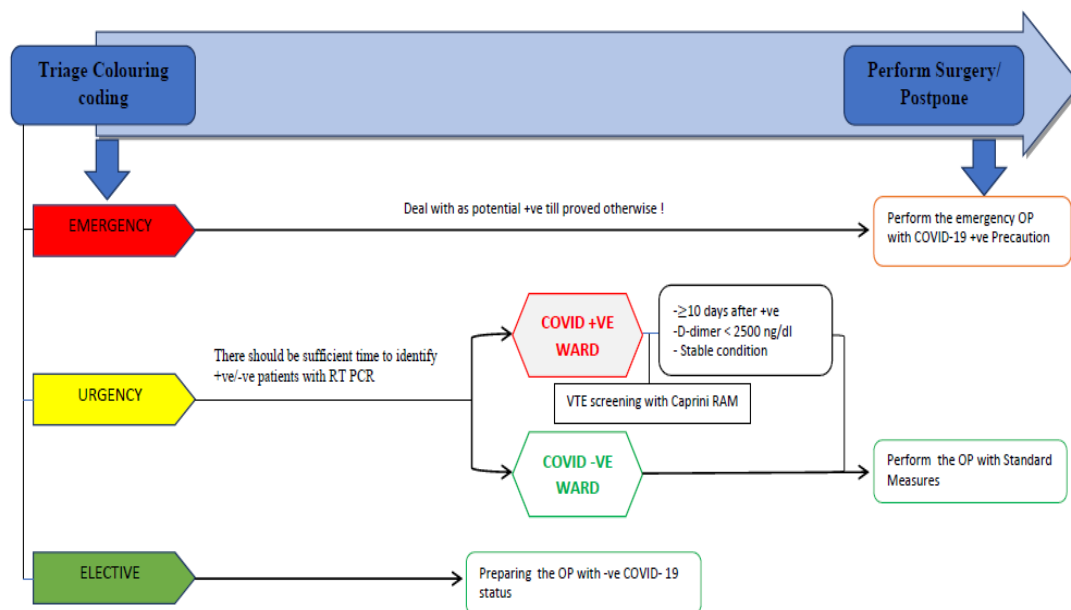 Triage Colouring
coding
Perform Surgery/
Postpone
EMERGENCY
Deal with as potential +ve till proved otherwise !
Perform the emergency OP
with COVID-19 +ve Precaution
URGENCY
There should be sufficient time to identify
+ve/-ve patients with RT PCR
COVID +VE
WARD
-≥10 days after +ve
-D-dimer < 2500 ng/dl
- Stable condition
VTE screening with Caprini RAM
COVID -VE
WARD
Perform the OP with Standard
Measures
ELECTIVE
Preparing the OP with -ve COVID- 19
status